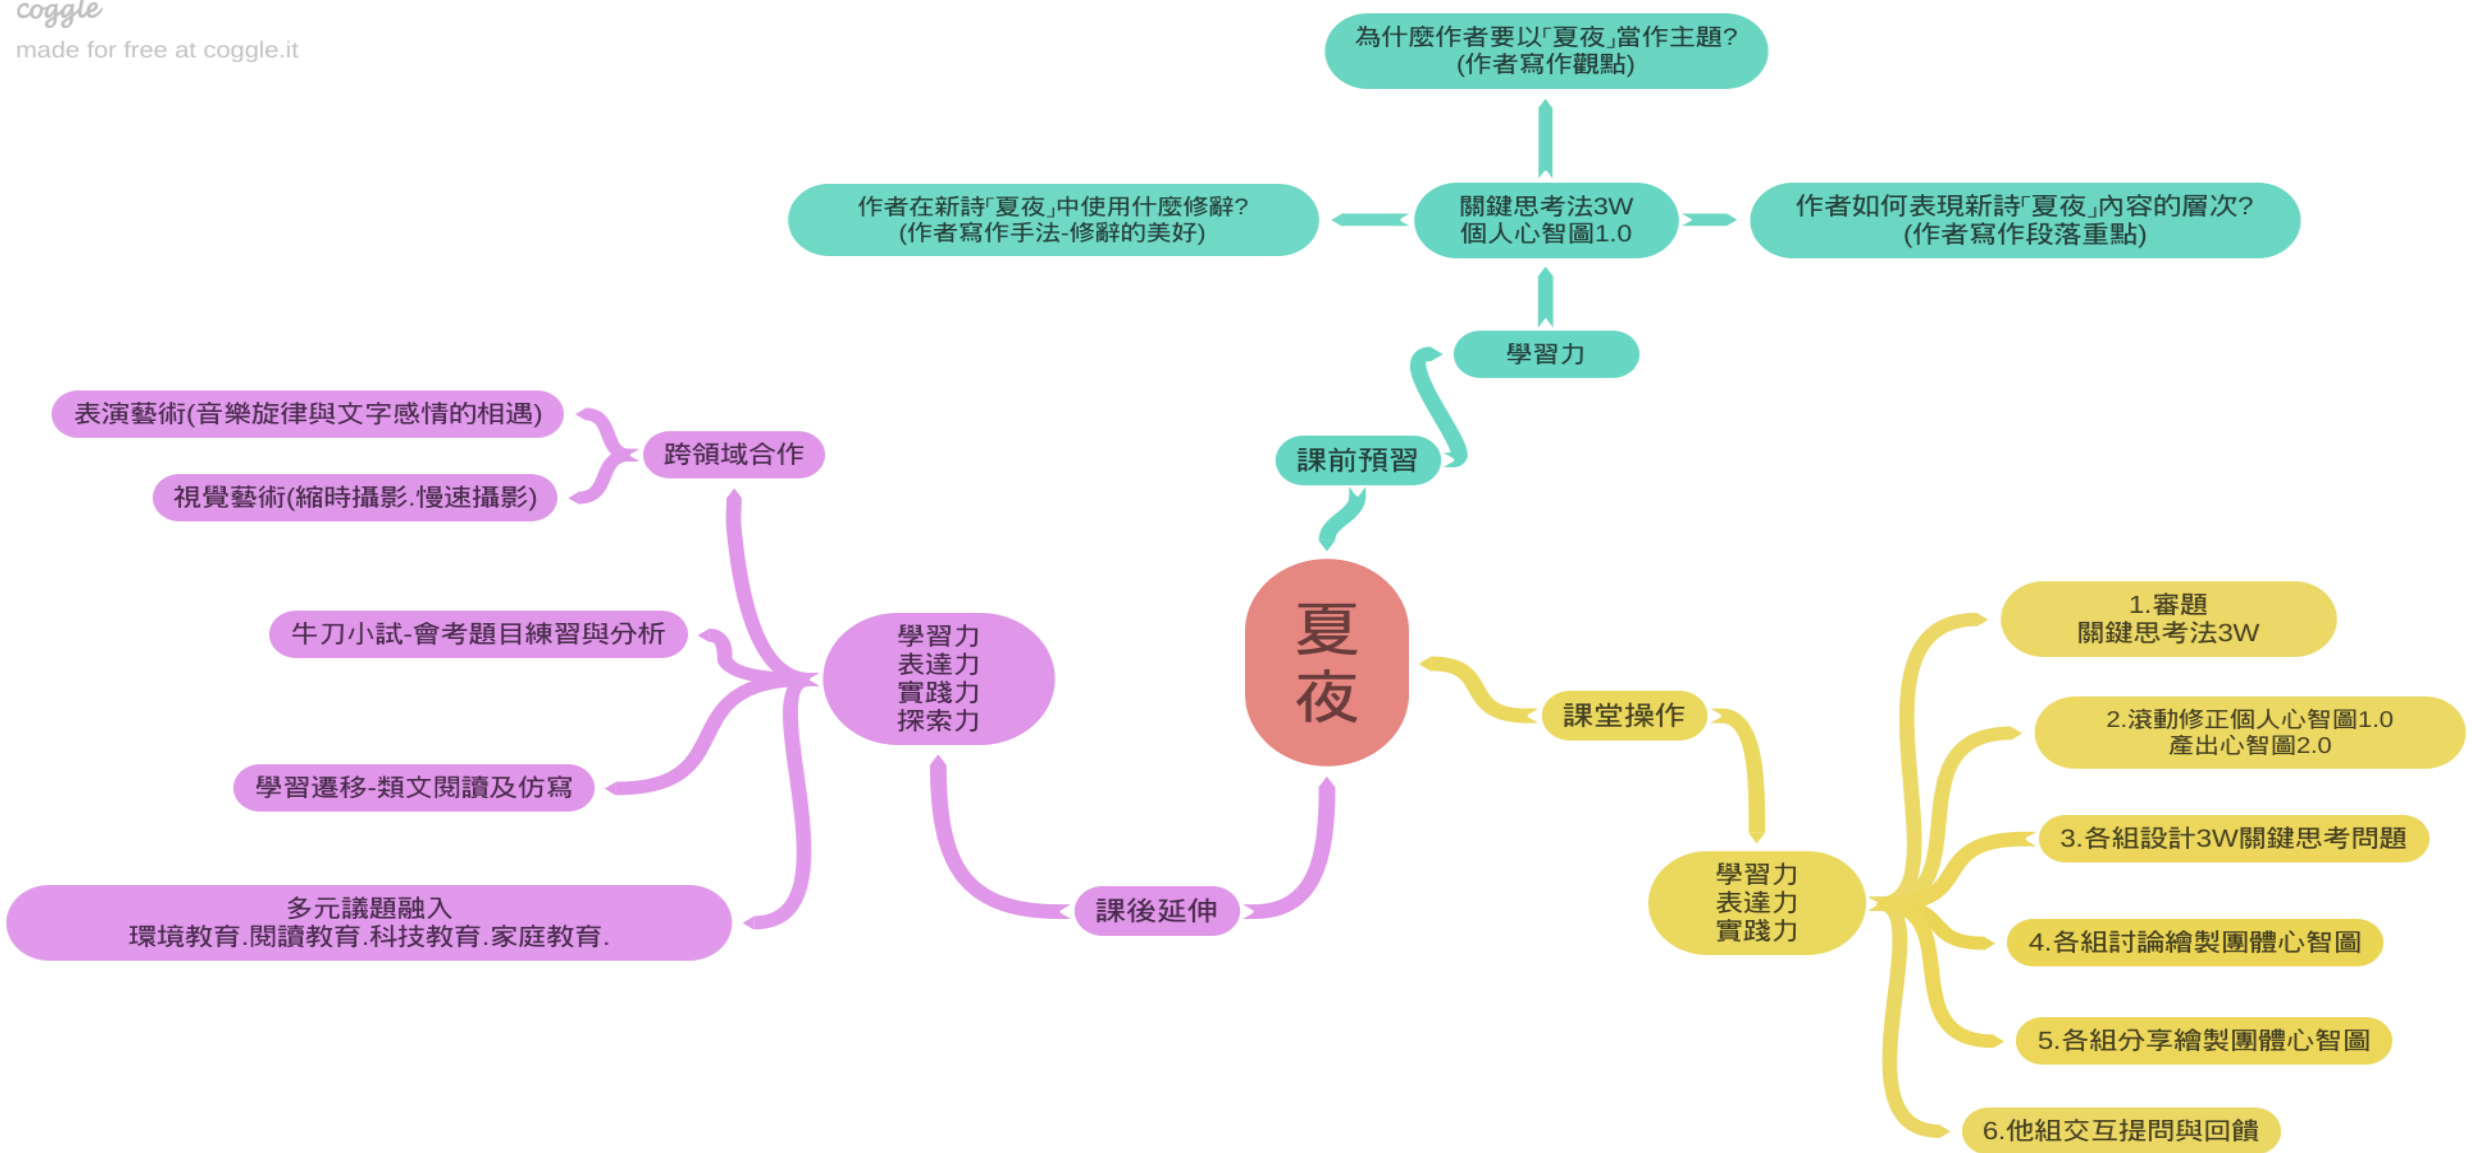 coggle
made for free at coggle.it
為什麼作者要以「夏夜」當作主題?
(作者寫作觀點)
作者在新詩「夏夜」中使用什麼修辭?
(作者寫作手法-修辭的美好)
關鍵思考法3W
個人心智圖1.0
作者如何表現新詩「夏夜」內容的層次?
(作者寫作段落重點)
學習力
課前預習
表演藝術(音樂旋律與文字感情的相遇)
跨領域合作
視覺藝術(縮時攝影.慢速攝影)
牛刀小試-會考題目練習與分析
學習力
表達力
實踐力
探索力
學習遷移-類文閱讀及仿寫
多元議題融入
環境教育.閱讀教育.科技教育.家庭教育.
課後延伸
夏
夜
課堂操作
學習力
表達力
實踐力
1.審題
關鍵思考法3W
2.滾動修正個人心智圖1.0
產出心智圖2.0
3.各組設計3W關鍵思考問題
4.各組討論繪製團體心智圖
5.各組分享繪製團體心智圖
6.他組交互提問與回饋